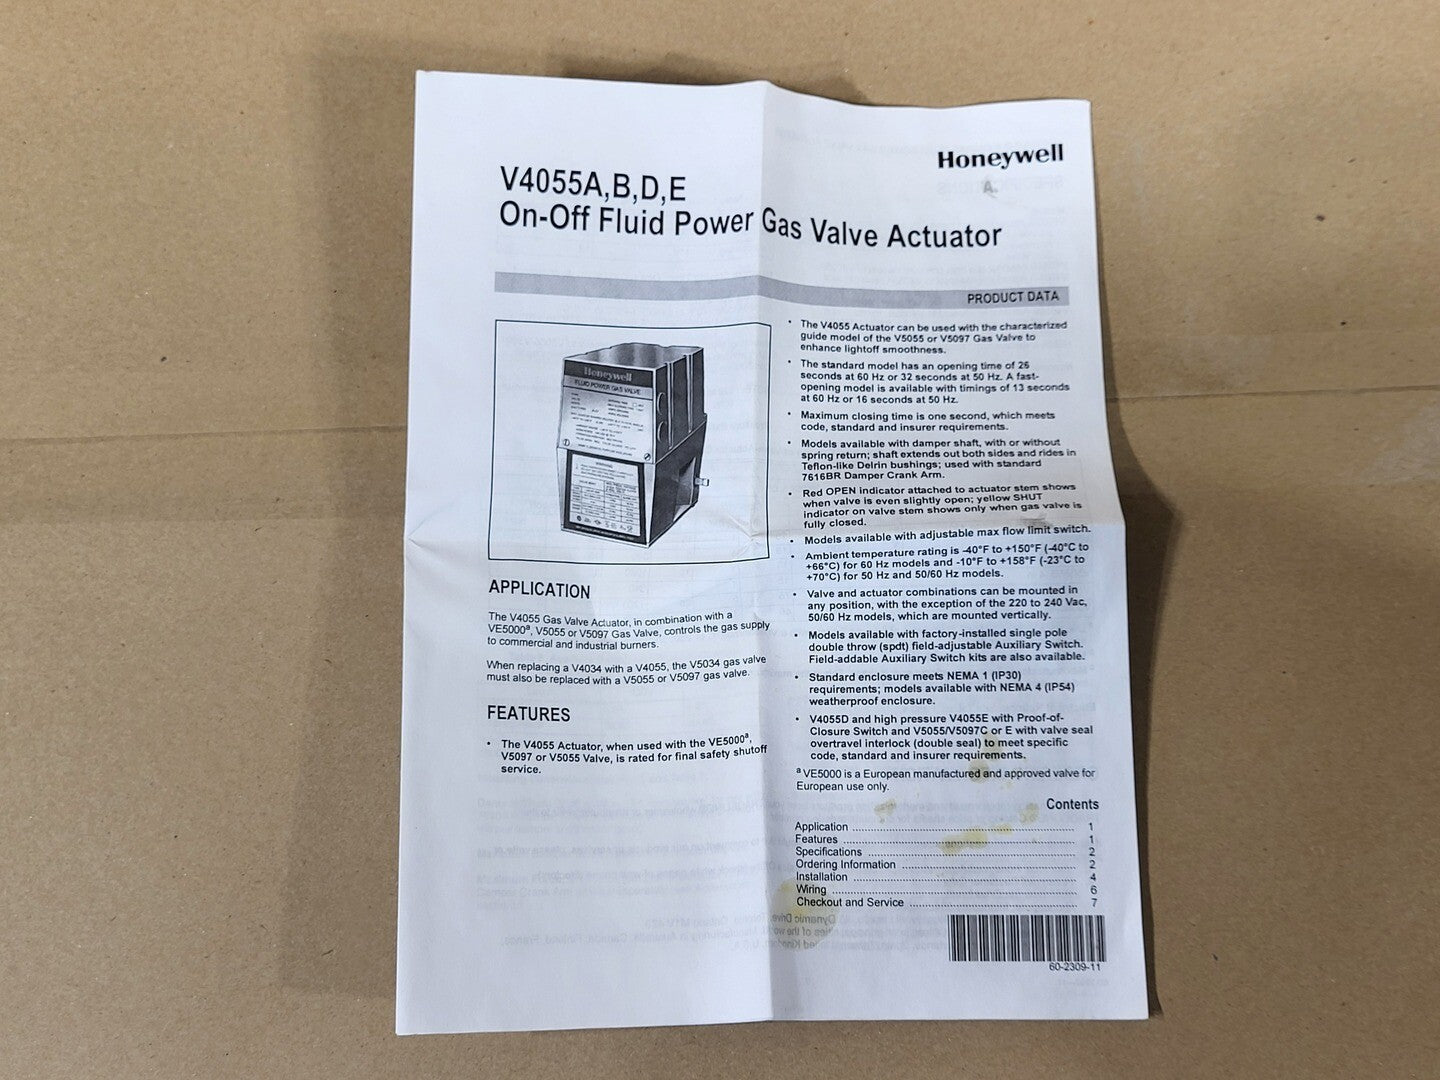 Honeywell
V4055A,B,D,E
On-Off Fluid Power Gas Valve Actuator
PRODUCT DATA
Honeywell
FLUID POWER GAS VALVE
APPLICATION
The V4055 Gas Valve Actuator, in combination with a
VE5000a, V5055 or V5097 Gas Valve, controls the gas supply
to commercial and industrial burners.
When replacing a V4034 with a V4055, the V5034 gas valve
must also be replaced with a V5055 or V5097 gas valve.
FEATURES
• The V4055 Actuator, when used with the VE5000a,
V5097 or V5055 Valve, is rated for final safety shutoff
service.
• The V4055 Actuator can be used with the characterized
guide model of the V5055 or V5097 Gas Valve to
enhance lightoff smoothness.
• The standard model has an opening time of 26
seconds at 60 Hz or 32 seconds at 50 Hz. A fast-
opening model is available with timings of 13 seconds
at 60 Hz or 16 seconds at 50 Hz.
• Maximum closing time is one second, which meets
code, standard and insurer requirements.
• Models available with damper shaft, with or without
spring return; shaft extends out both sides and rides in
Teflon-like Delrin bushings; used with standard
7616BR Damper Crank Arm.
• Red OPEN indicator attached to actuator stem shows
when valve is even slightly open; yellow SHUT
indicator on valve stem shows only when gas valve is
fully closed.
• Models available with adjustable max flow limit switch.
• Ambient temperature rating is -40°F to +150°F (-40°C to
+66°C) for 60 Hz models and -10°F to +158°F (-23°C to
+70°C) for 50 Hz and 50/60 Hz models.
• Valve and actuator combinations can be mounted in
any position, with the exception of the 220 to 240 Vac,
50/60 Hz models, which are mounted vertically.
• Models available with factory-installed single pole
double throw (spdt) field-adjustable Auxiliary Switch.
Field-addable Auxiliary Switch kits are also available.
• Standard enclosure meets NEMA 1 (IP30)
requirements; models available with NEMA 4 (IP54)
weatherproof enclosure.
• V4055D and high pressure V4055E with Proof-of-
Closure Switch and V5055/V5097C or E with valve seal
overtravel interlock (double seal) to meet specific
code, standard and insurer requirements.
a VE5000 is a European manufactured and approved valve for
European use only.
Contents
Application ........................................ 1
Features ........................................ 1
Specifications ........................................ 2
Ordering Information ........................................ 2
Installation ........................................ 4
Wiring ........................................ 6
Checkout and Service ........................................ 7
60-2309-11